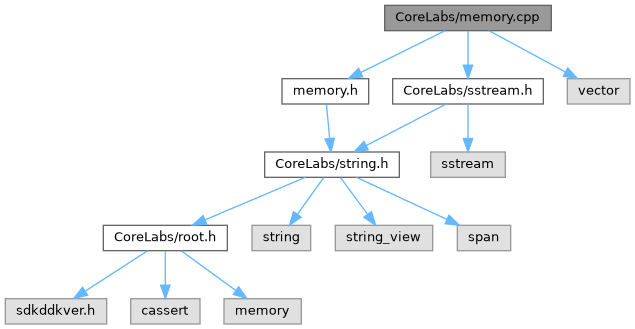 CoreLabs/memory.cpp
memory.h
CoreLabs/sstream.h
vector
CoreLabs/string.h
sstream
CoreLabs/root.h
string
string_view
span
sdkddkver.h
cassert
memory